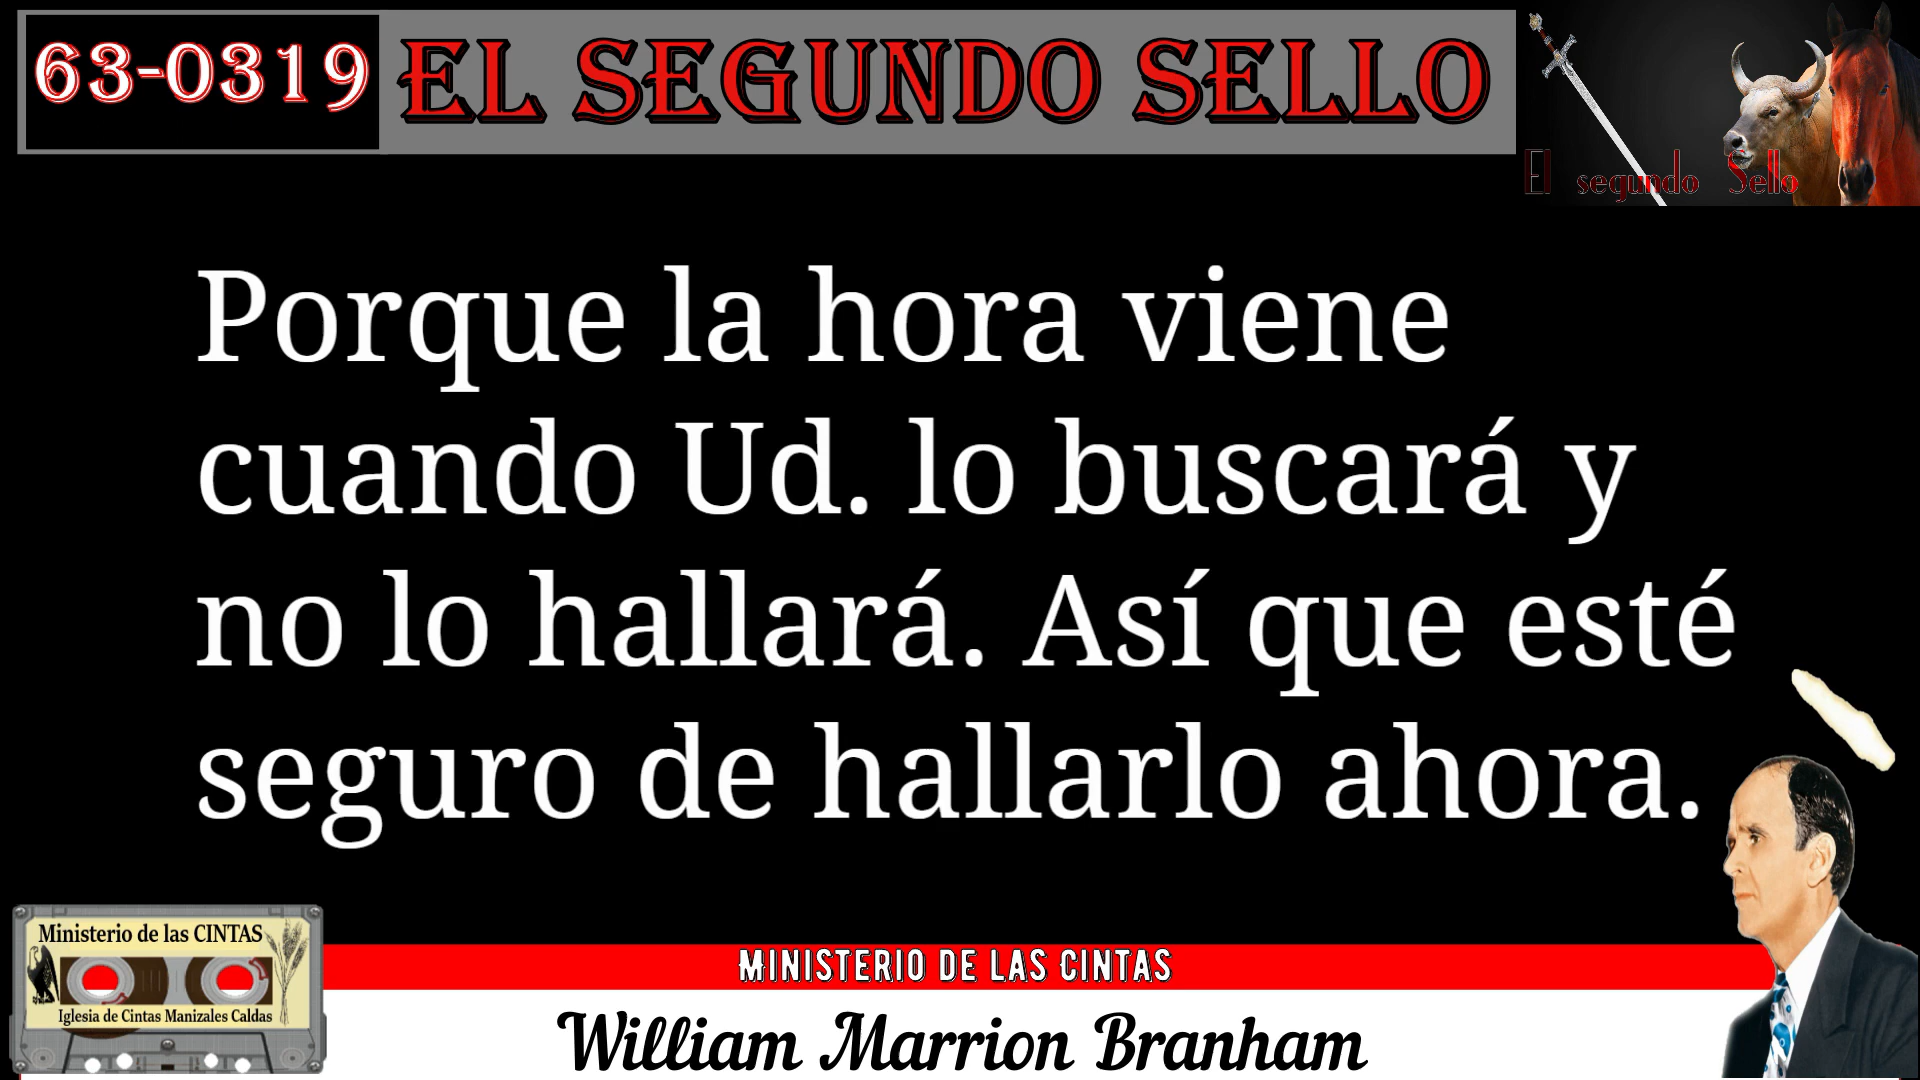 63-0319 EL SEGUNDO SELLO
El segundo Sello
Porque la hora viene
cuando Ud. lo buscará y
no lo hallará. Así que esté
seguro de hallarlo ahora.
Ministerio de las CINTAS
Iglesia de Cintas Manizales Caldas
MINISTERIO DE LAS CINTAS
William Marrion Branham